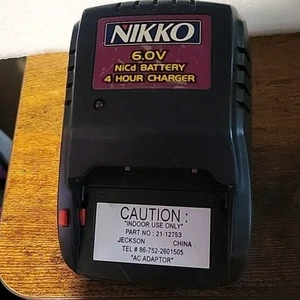 NIKKO
6.0V
NiCd BATTERY
4 HOUR CHARGER
CAUTION :
"INDOOR USE ONLY"
PART NO : 21-12753
JECKSON CHINA
TEL # 86-752-2601505
"AC ADAPTOR"